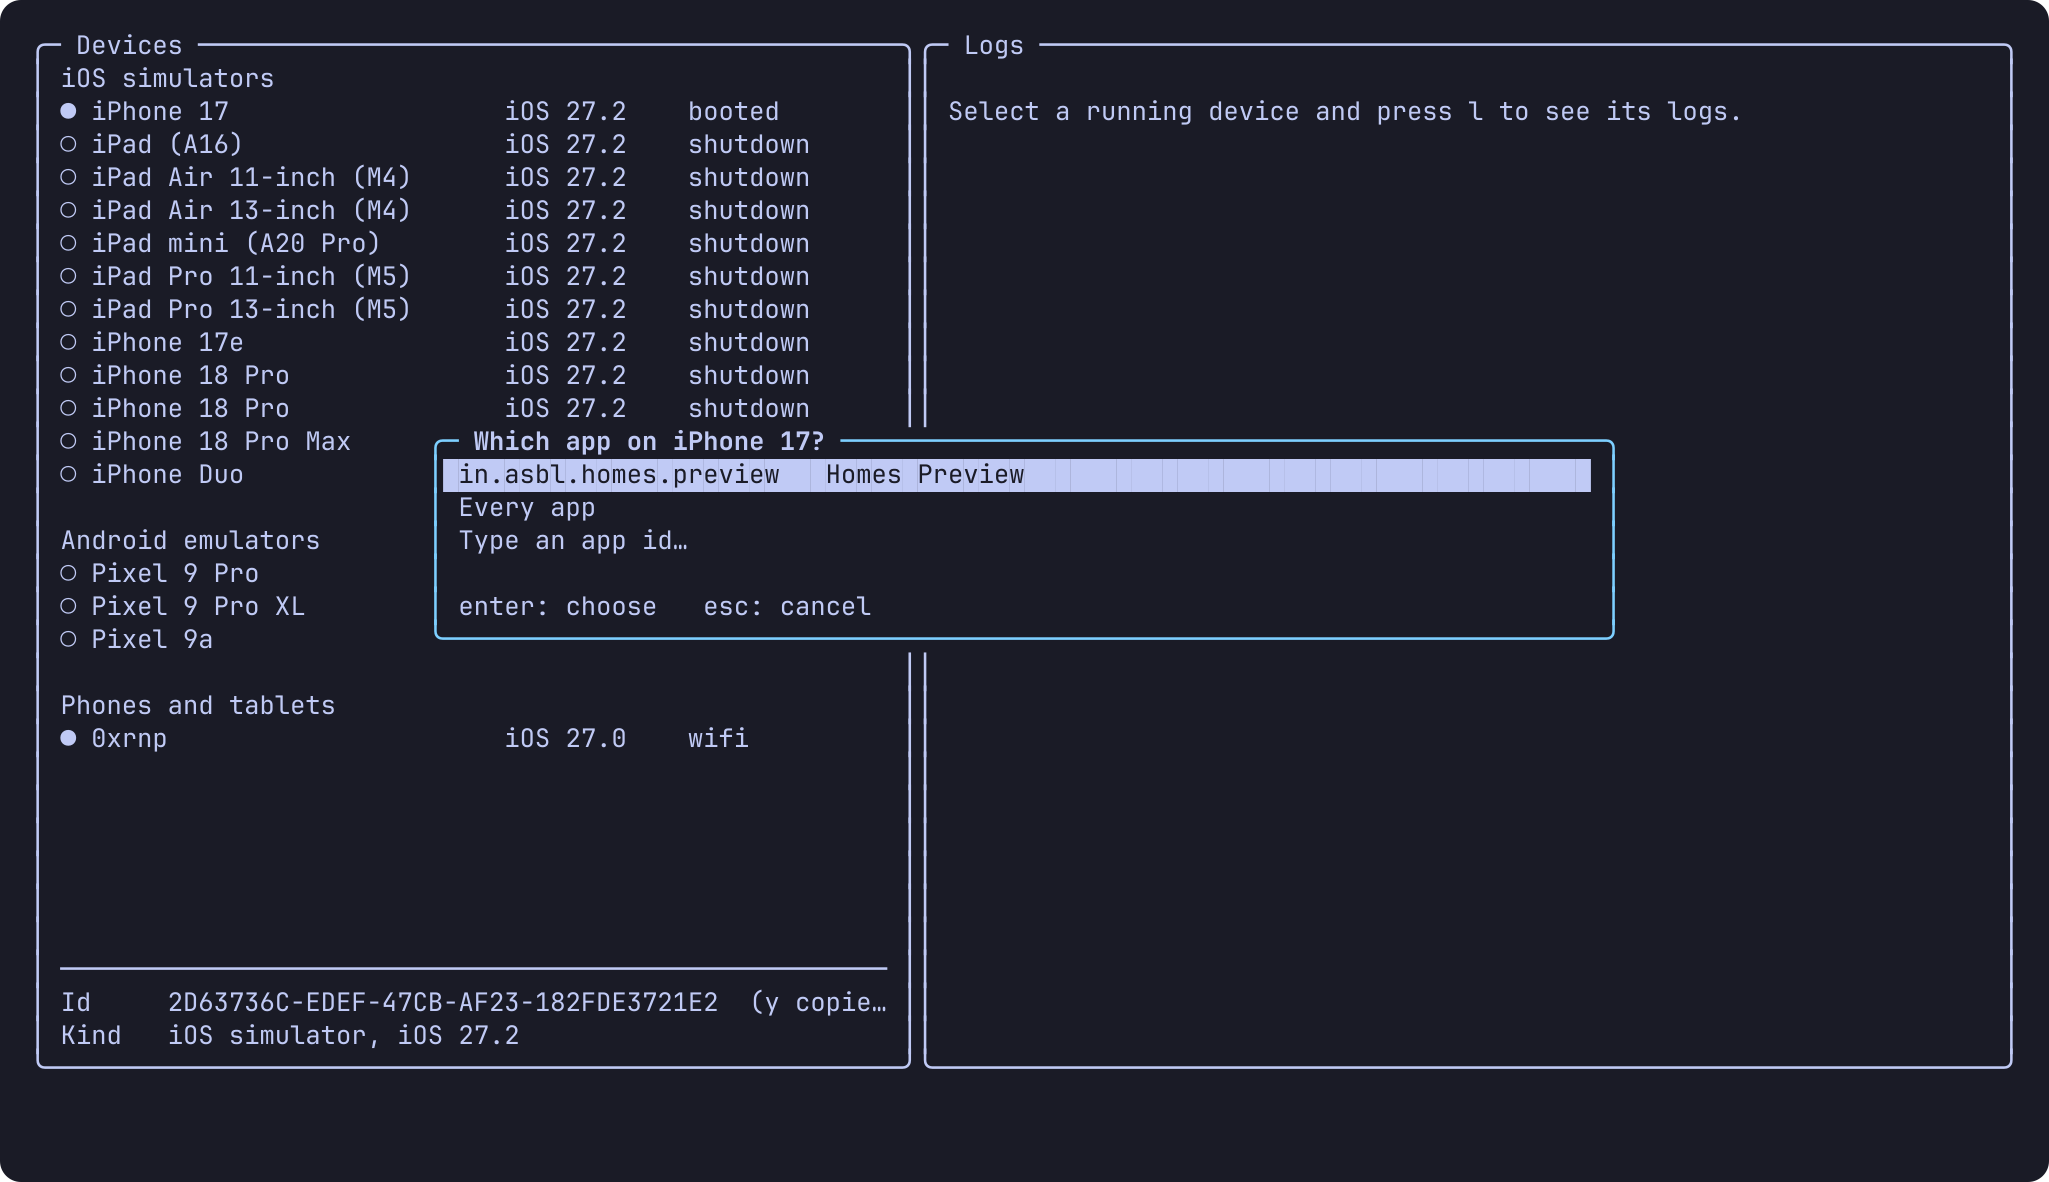 Devices
iOS simulators
● iPhone 17 iOS 27.2 booted
○ iPad (A16) iOS 27.2 shutdown
○ iPad Air 11-inch (M4) iOS 27.2 shutdown
○ iPad Air 13-inch (M4) iOS 27.2 shutdown
○ iPad mini (A20 Pro) iOS 27.2 shutdown
○ iPad Pro 11-inch (M5) iOS 27.2 shutdown
○ iPad Pro 13-inch (M5) iOS 27.2 shutdown
○ iPhone 17e iOS 27.2 shutdown
○ iPhone 18 Pro iOS 27.2 shutdown
○ iPhone 18 Pro iOS 27.2 shutdown
○ iPhone 18 Pro Max
○ iPhone Duo
Android emulators
○ Pixel 9 Pro
○ Pixel 9 Pro XL
○ Pixel 9a
Phones and tablets
● 0xrnp iOS 27.0 wifi
Id 2D63736C-EDEF-47CB-AF23-182FDE3721E2 (y copie…
Kind iOS simulator, iOS 27.2
Logs
Select a running device and press l to see its logs.
Which app on iPhone 17?
in.asbl.homes.preview Homes Preview
Every app
Type an app id…
enter: choose esc: cancel